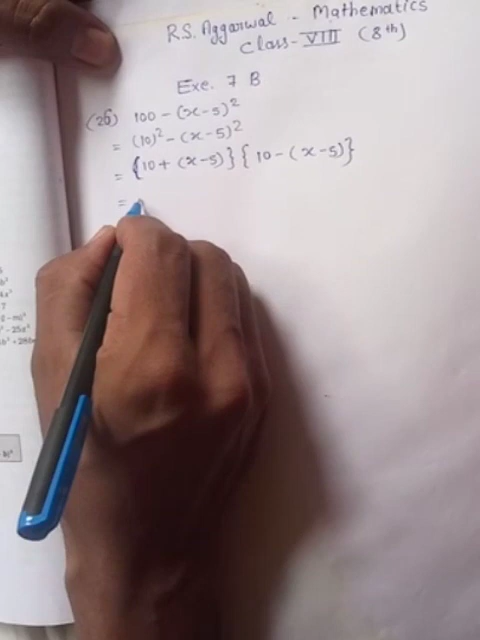 R.S. Aggarwal - Mathematics
Class-VIII (8th)
Exe. 7 B
(26) 100 - (x-5)²
= (10)² - (x-5)²
= {10 + (x-5)} {10 - (x-5)}
=